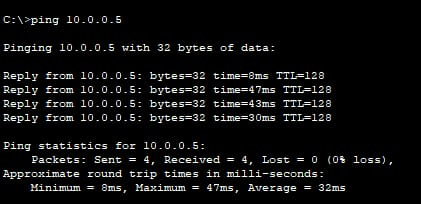 C:\>ping 10.0.0.5
Pinging 10.0.0.5 with 32 bytes of data:
Reply from 10.0.0.5: bytes=32 time=8ms TTL=128
Reply from 10.0.0.5: bytes=32 time=47ms TTL=128
Reply from 10.0.0.5: bytes=32 time=43ms TTL=128
Reply from 10.0.0.5: bytes=32 time=30ms TTL=128
Ping statistics for 10.0.0.5:
    Packets: Sent = 4, Received = 4, Lost = 0 (0% loss),
Approximate round trip times in milli-seconds:
    Minimum = 8ms, Maximum = 47ms, Average = 32ms